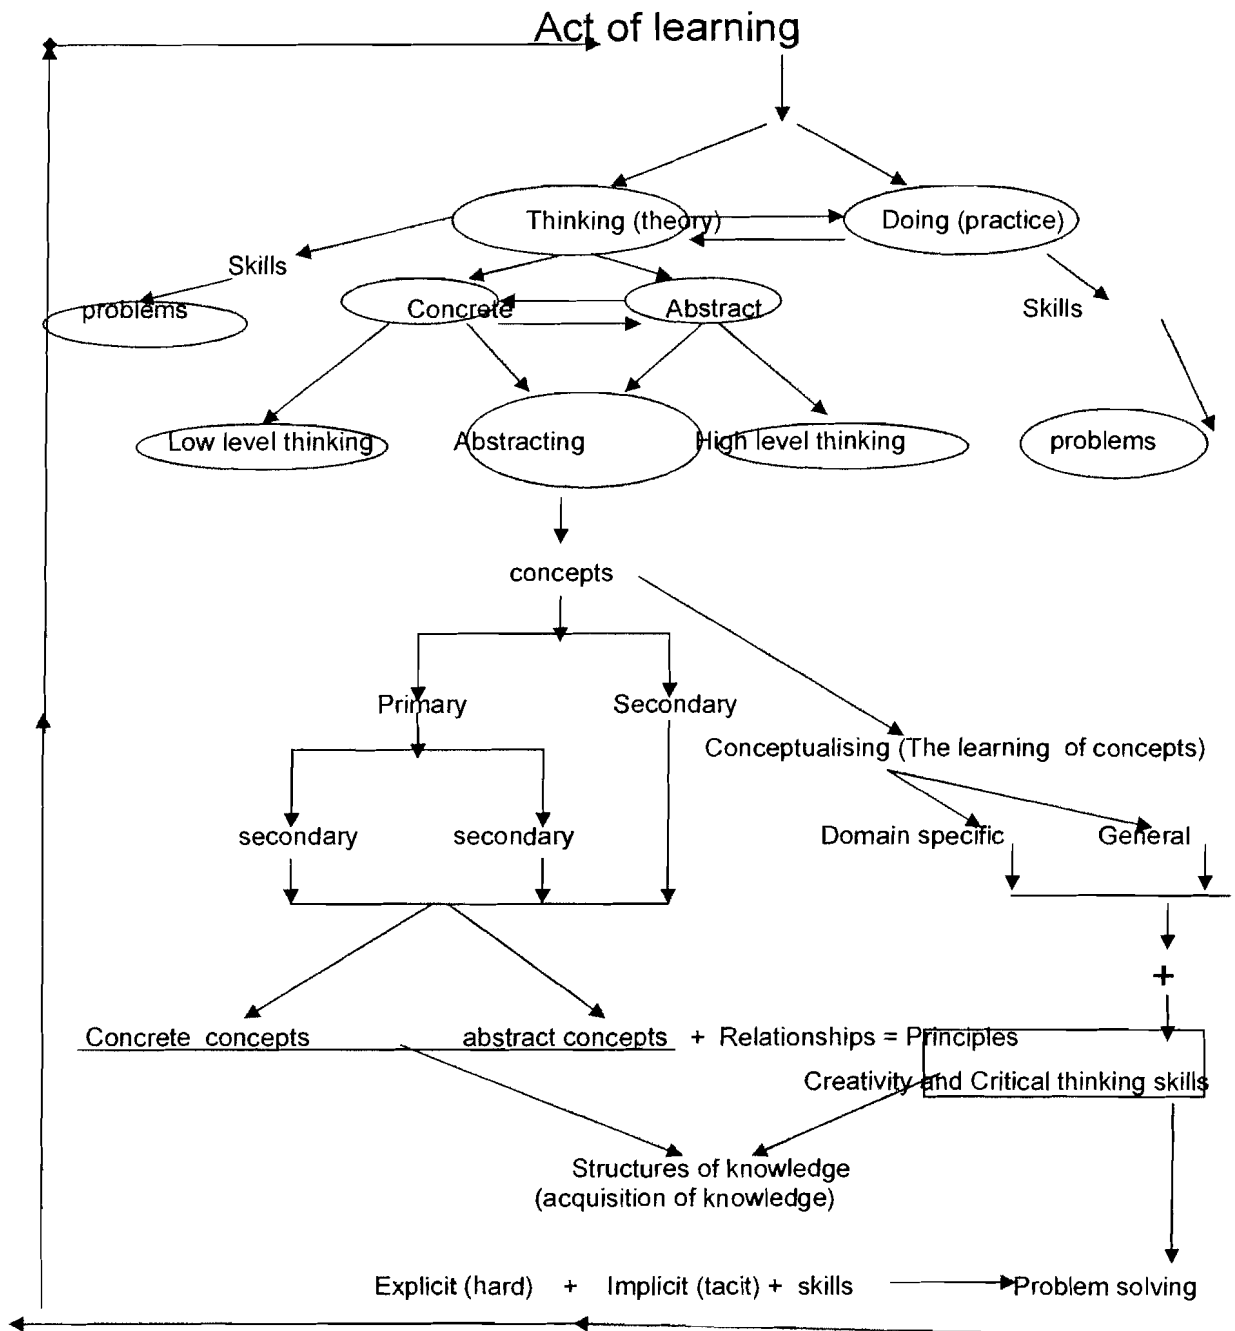 Act of learning
Thinking (theory) Doing (practice)
Skills
problems Concrete Abstract Skills
Low level thinking Abstracting High level thinking problems
concepts
Primary Secondary
Conceptualising (The learning of concepts)
secondary secondary Domain specific General
+
Concrete concepts abstract concepts + Relationships = Principles
Creativity and Critical thinking skills
Structures of knowledge
(acquisition of knowledge)
Explicit (hard) + Implicit (tacit) + skills Problem solving